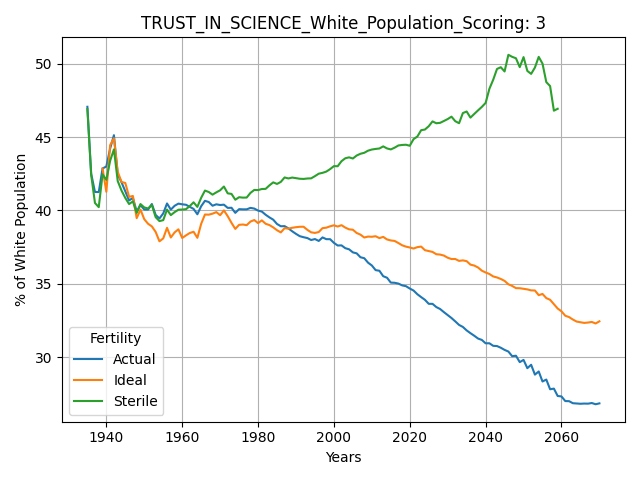 TRUST_IN_SCIENCE_White_Population_Scoring: 3
% of White Population
50
45
40
35
30
Fertility
Actual
Ideal
Sterile
1940 1960 1980 2000 2020 2040 2060
Years